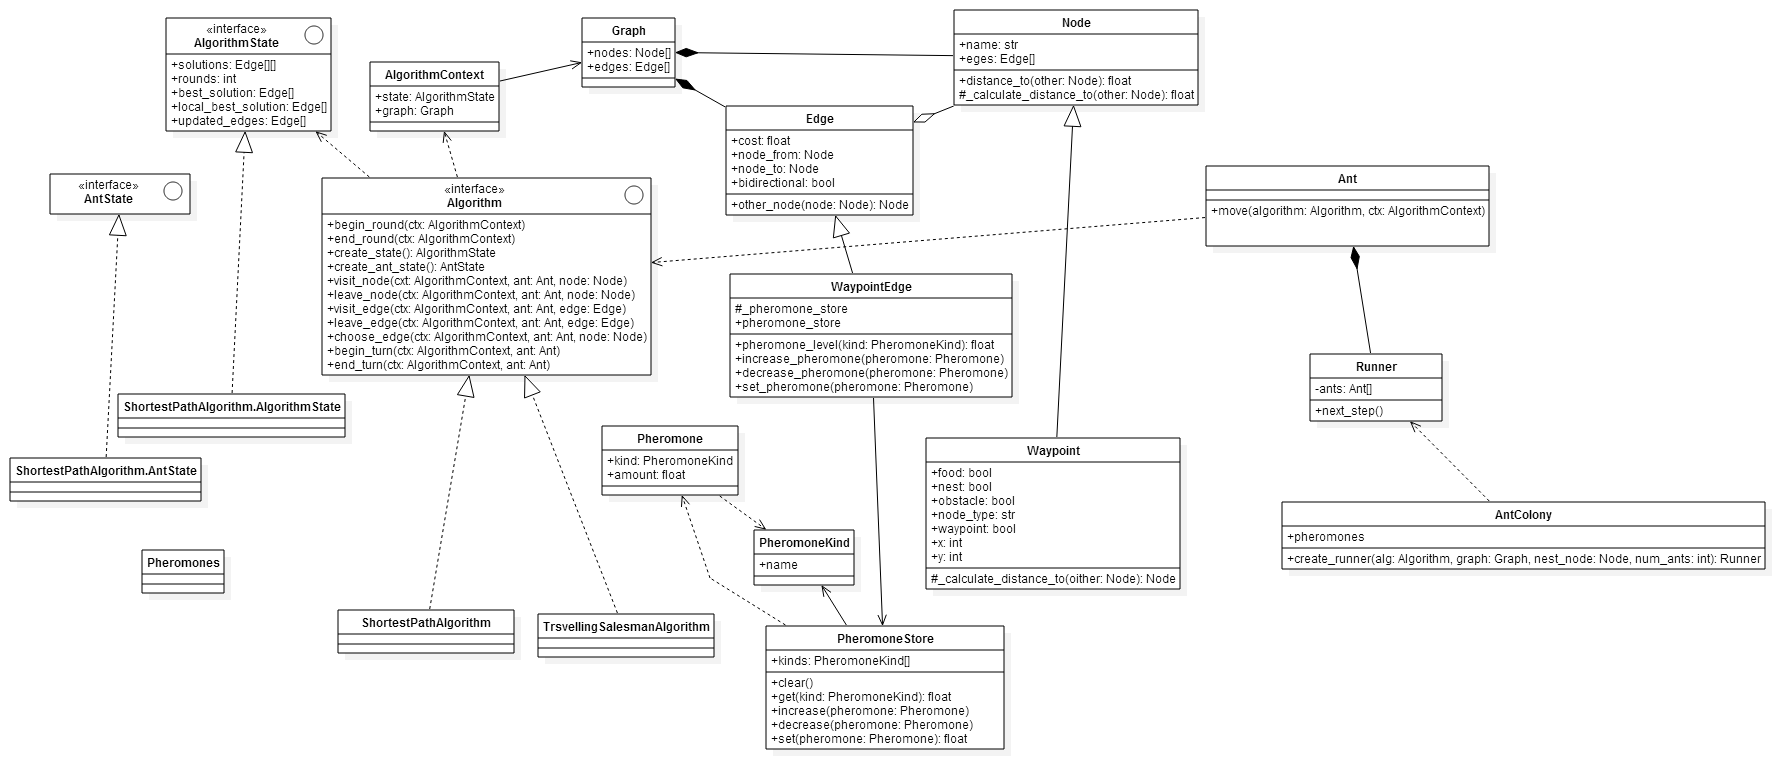 «interface»
AlgorithmState
+solutions: Edge[][]
+rounds: int
+best_solution: Edge[]
+local_best_solution: Edge[]
+updated_edges: Edge[]
AlgorithmContext
+state: AlgorithmState
+graph: Graph
Graph
+nodes: Node[]
+edges: Edge[]
Node
+name: str
+eges: Edge[]
+distance_to(other: Node): float
#_calculate_distance_to(other: Node): float
Edge
+cost: float
+node_from: Node
+node_to: Node
+bidirectional: bool
+other_node(node: Node): Node
«interface»
AntState
«interface»
Algorithm
+begin_round(ctx: AlgorithmContext)
+end_round(ctx: AlgorithmContext)
+create_state(): AlgorithmState
+create_ant_state(): AntState
+visit_node(cxt: AlgorithmContext, ant: Ant, node: Node)
+leave_node(ctx: AlgorithmContext, ant: Ant, node: Node)
+visit_edge(ctx: AlgorithmContext, ant: Ant, edge: Edge)
+leave_edge(ctx: AlgorithmContext, ant: Ant, edge: Edge)
+choose_edge(ctx: AlgorithmContext, ant: Ant, node: Node)
+begin_turn(ctx: AlgorithmContext, ant: Ant)
+end_turn(ctx: AlgorithmContext, ant: Ant)
Ant
+move(algorithm: Algorithm, ctx: AlgorithmContext)
WaypointEdge
#_pheromone_store
+pheromone_store
+pheromone_level(kind: PheromoneKind): float
+increase_pheromone(pheromone: Pheromone)
+decrease_pheromone(pheromone: Pheromone)
+set_pheromone(pheromone: Pheromone)
Runner
-ants: Ant[]
+next_step()
ShortestPathAlgorithm.AlgorithmState
ShortestPathAlgorithm.AntState
Pheromone
+kind: PheromoneKind
+amount: float
Waypoint
+food: bool
+nest: bool
+obstacle: bool
+node_type: str
+waypoint: bool
+x: int
+y: int
#_calculate_distance_to(oither: Node): Node
AntColony
+pheromones
+create_runner(alg: Algorithm, graph: Graph, nest_node: Node, num_ants: int): Runner
PheromoneKind
+name
Pheromones
ShortestPathAlgorithm
TrsvellingSalesmanAlgorithm
PheromoneStore
+kinds: PheromoneKind[]
+clear()
+get(kind: PheromoneKind): float
+increase(pheromone: Pheromone)
+decrease(pheromone: Pheromone)
+set(pheromone: Pheromone): float